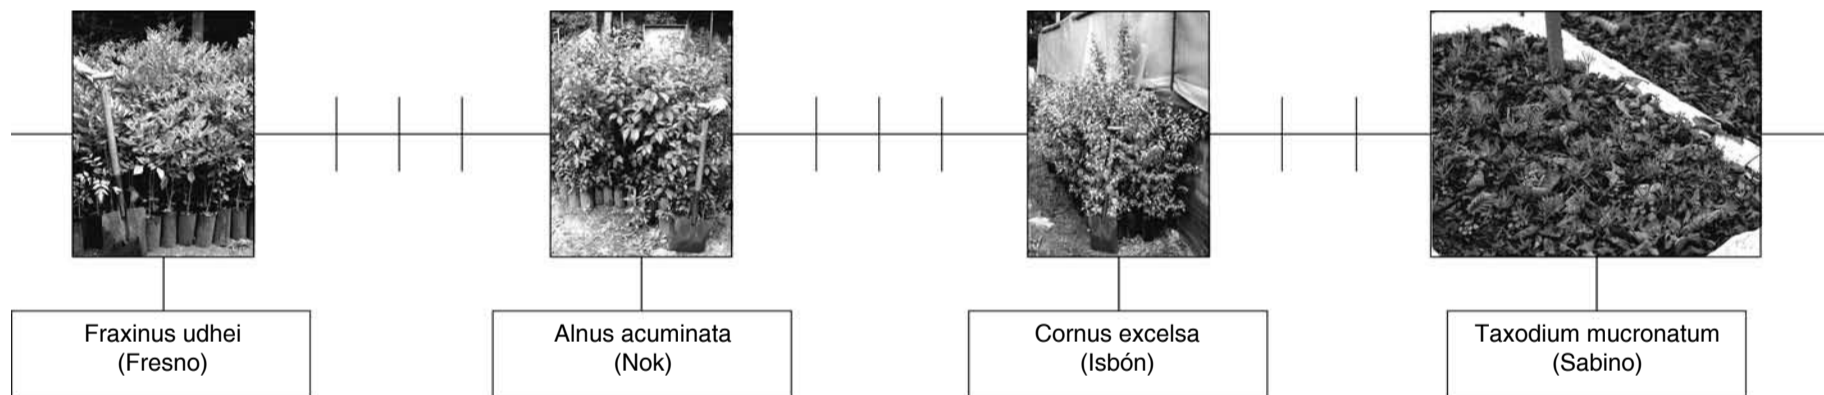 Fraxinus udhei
(Fresno)
Alnus acuminata
(Nok)
Cornus excelsa
(Isbón)
Taxodium mucronatum
(Sabino)